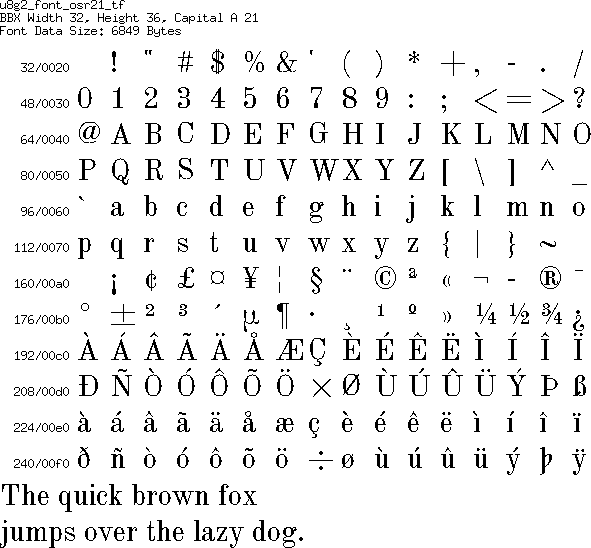 u8g2_font_osr21_tf
BBX Width 32, Height 36, Capital A 21
Font Data Size: 6849 Bytes
32/0020 ! " # $ % & ' ( ) * + , - . /
48/0030 0 1 2 3 4 5 6 7 8 9 : ; < = > ?
64/0040 @ A B C D E F G H I J K L M N O
80/0050 P Q R S T U V W X Y Z [ \ ] ^ _
96/0060 ` a b c d e f g h i j k l m n o
112/0070 p q r s t u v w x y z { | } ~
160/00a0 ¡ ¢ £ ¤ ¥ ¦ § ¨ © ª « ¬ - ® ¯
176/00b0 ° ± ² ³ ´ µ ¶ · ¸ ¹ º » ¼ ½ ¾ ¿
192/00c0 À Á Â Ã Ä Å Æ Ç È É Ê Ë Ì Í Î Ï
208/00d0 Ð Ñ Ò Ó Ô Õ Ö × Ø Ù Ú Û Ü Ý Þ ß
224/00e0 à á â ã ä å æ ç è é ê ë ì í î ï
240/00f0 ð ñ ò ó ô õ ö ÷ ø ù ú û ü ý þ ÿ
The quick brown fox
jumps over the lazy dog.